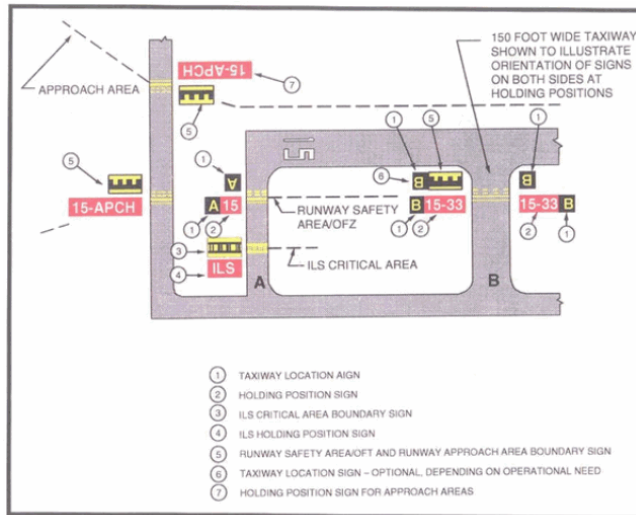 150 FOOT WIDE TAXIWAY
SHOWN TO ILLUSTRATE
ORIENTATION OF SIGNS
ON BOTH SIDES AT
HOLDING POSITIONS
APPROACH AREA
15-APCH
7
5
15
1
5
1
6
B
B
5
1
A
15-APCH
A 15
B 15-33
15-33 B
1
2
RUNWAY SAFETY
AREA/OFZ
1
2
2
1
3
ILS CRITICAL AREA
4
ILS
A
B
1 TAXIWAY LOCATION AIGN
2 HOLDING POSITION SIGN
3 ILS CRITICAL AREA BOUNDARY SIGN
4 ILS HOLDING POSITION SIGN
5 RUNWAY SAFETY AREA/OFT AND RUNWAY APPROACH AREA BOUNDARY SIGN
6 TAXIWAY LOCATION SIGN – OPTIONAL, DEPENDING ON OPERATIONAL NEED
7 HOLDING POSITION SIGN FOR APPROACH AREAS